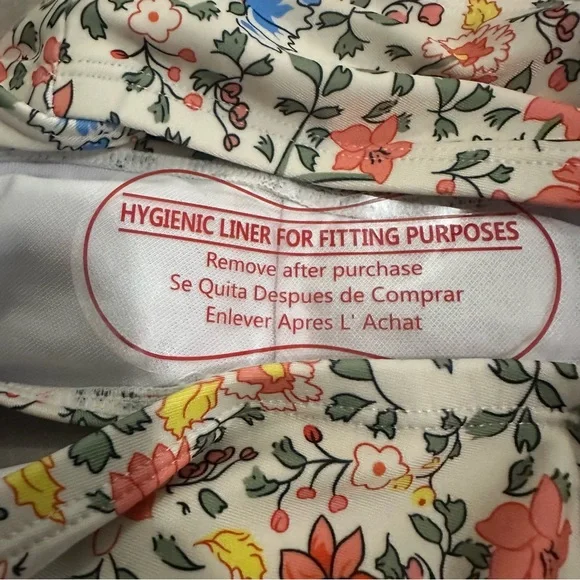 HYGIENIC LINER FOR FITTING PURPOSES
Remove after purchase
Se Quita Despues de Comprar
Enlever Apres L' Achat